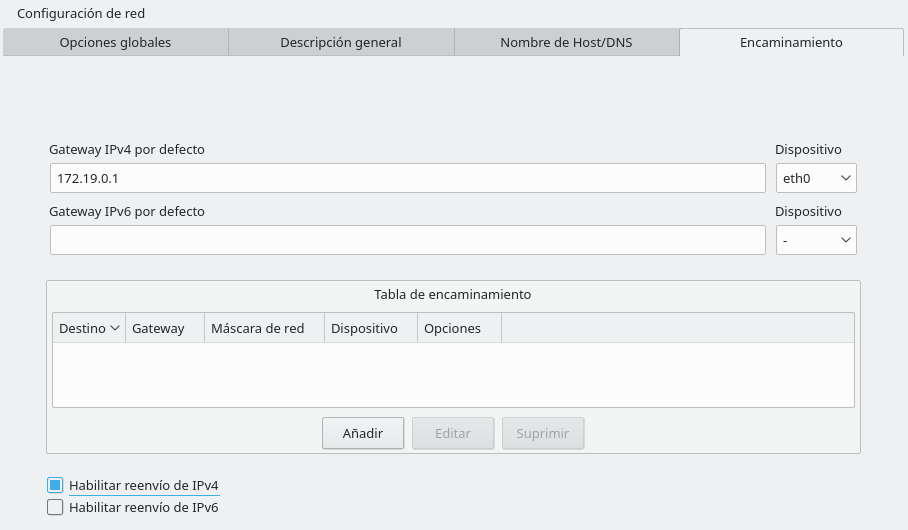 Configuración de red
Opciones globales Descripción general Nombre de Host/DNS Encaminamiento
Gateway IPv4 por defecto Dispositivo
172.19.0.1 eth0
Gateway IPv6 por defecto Dispositivo
-
Tabla de encaminamiento
Destino Gateway Máscara de red Dispositivo Opciones
Añadir Editar Suprimir
Habilitar reenvío de IPv4
Habilitar reenvío de IPv6